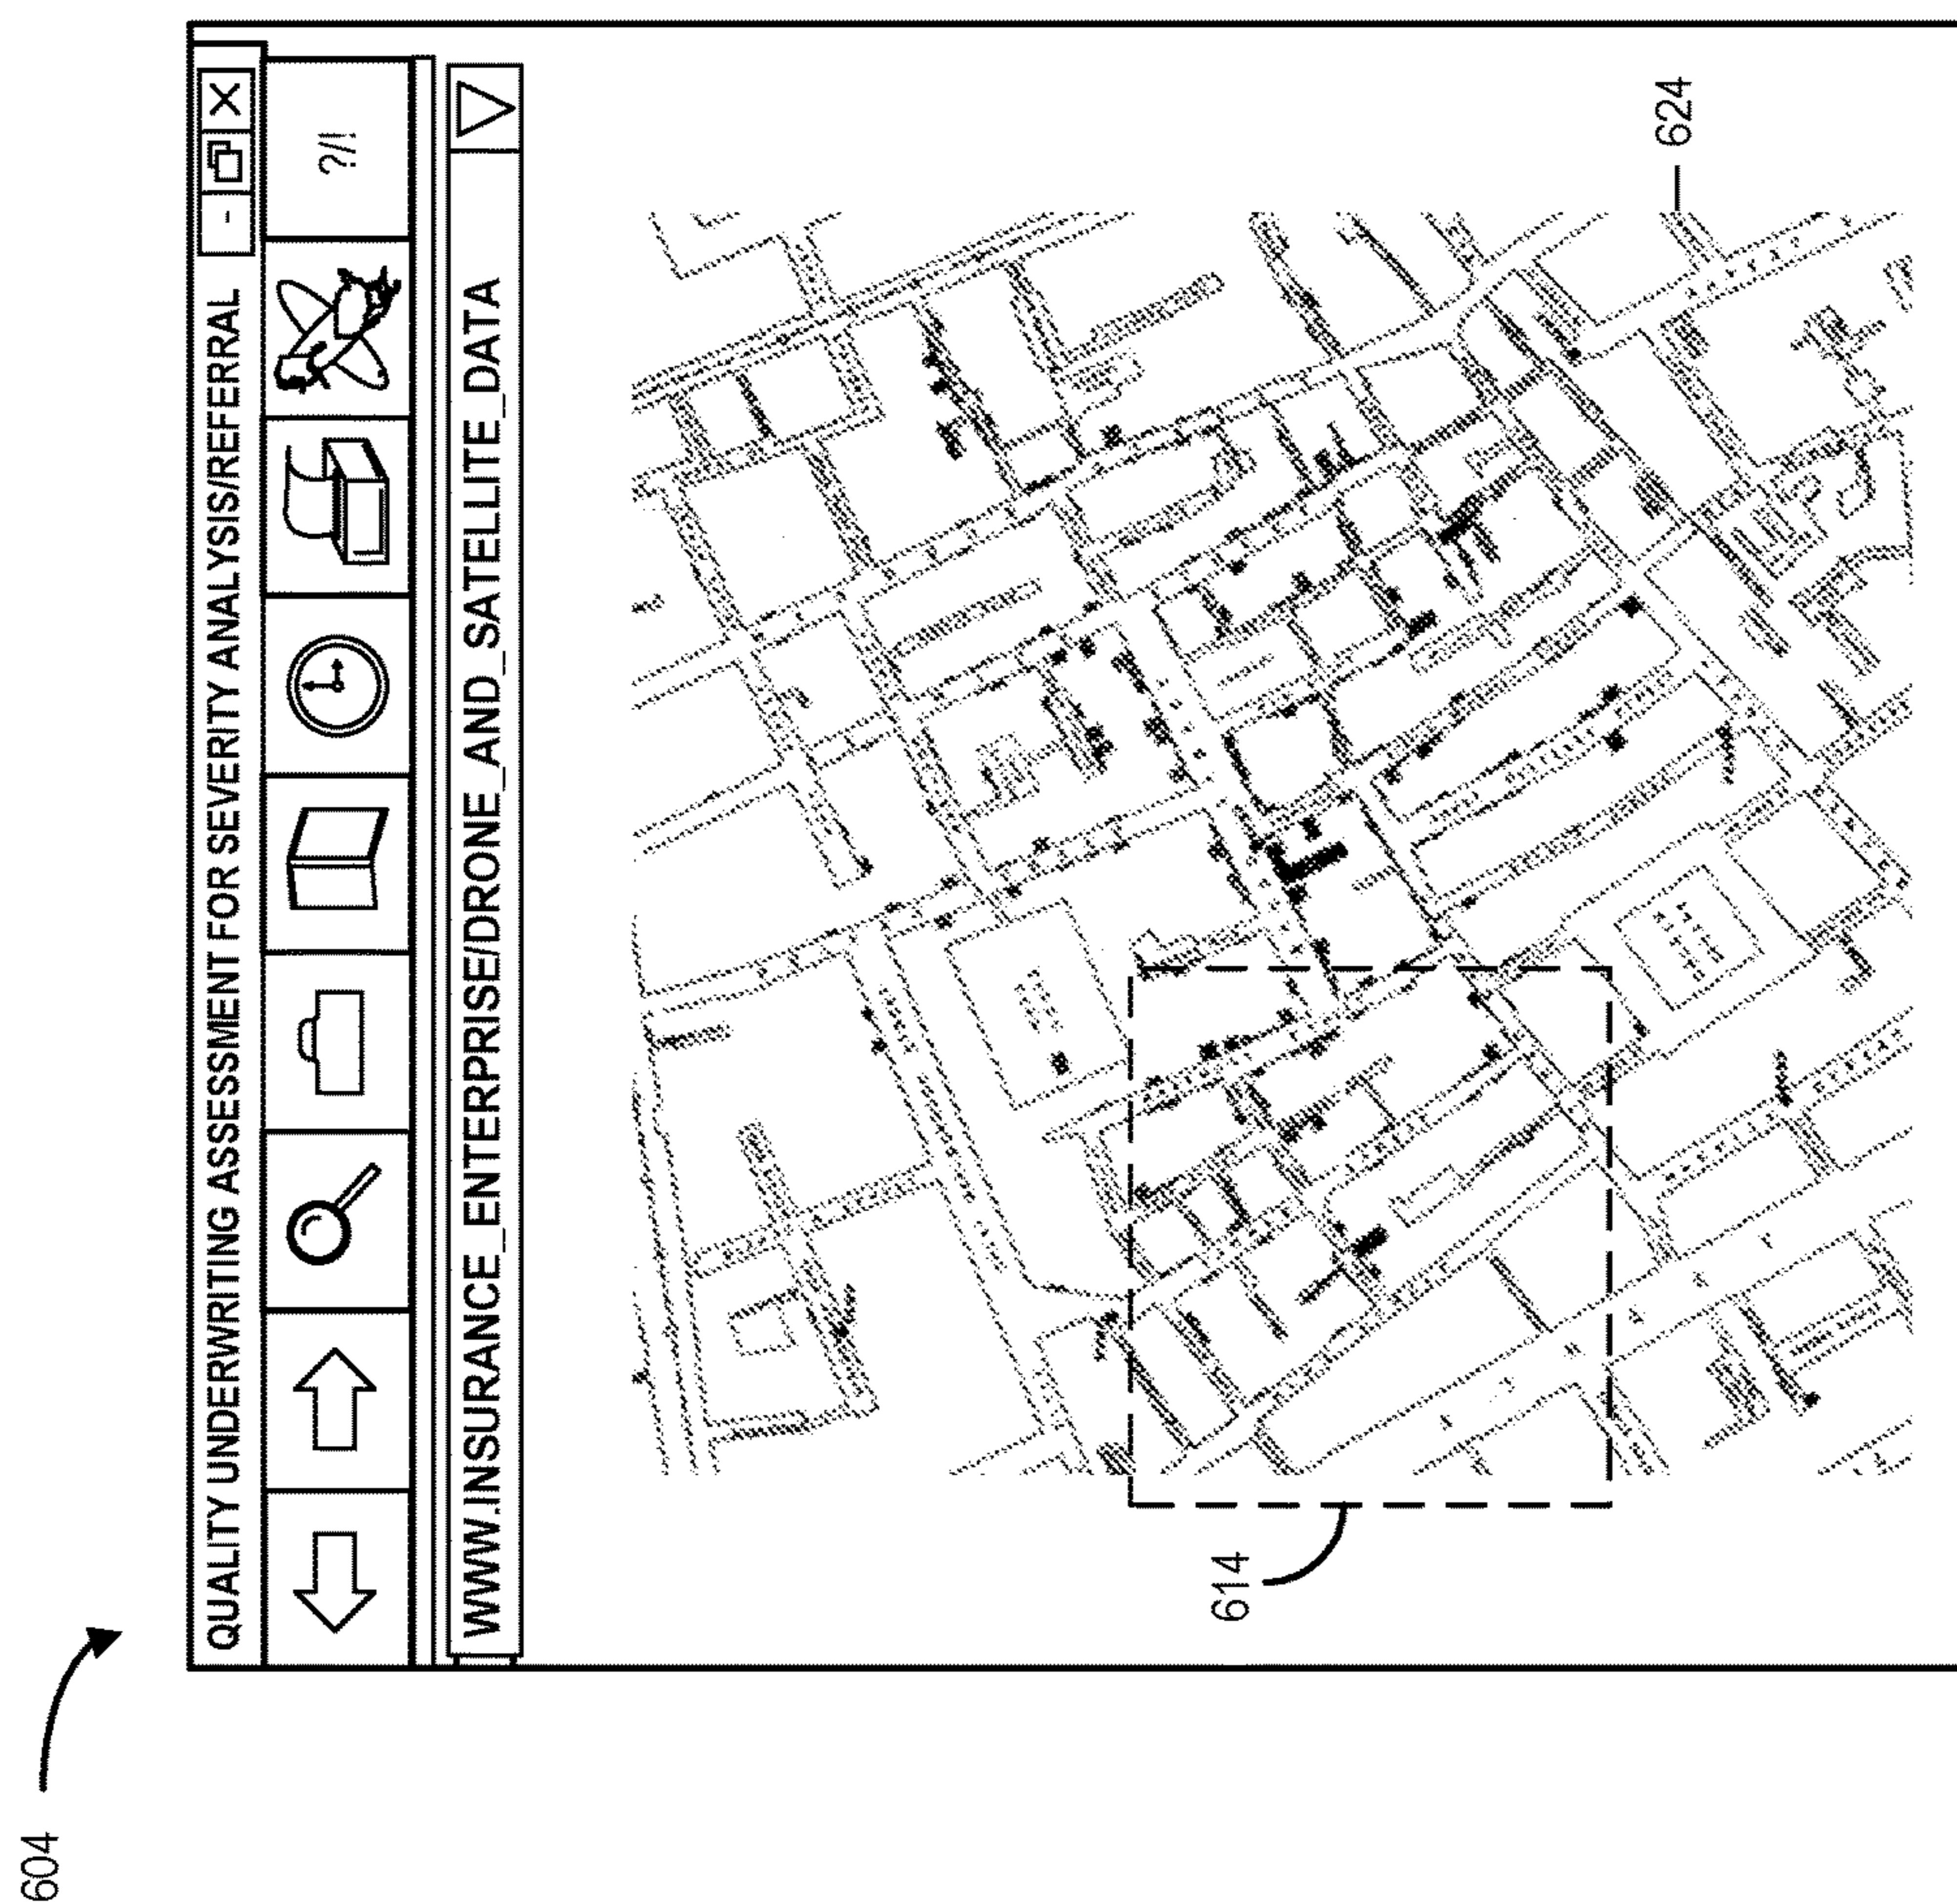 604
QUALITY UNDERWRITING ASSESSMENT FOR SEVERITY ANALYSIS/REFERRAL
- X
?/!
WWW.INSURANCE_ENTERPRISE/DRONE_AND_SATELLITE_DATA
614
624